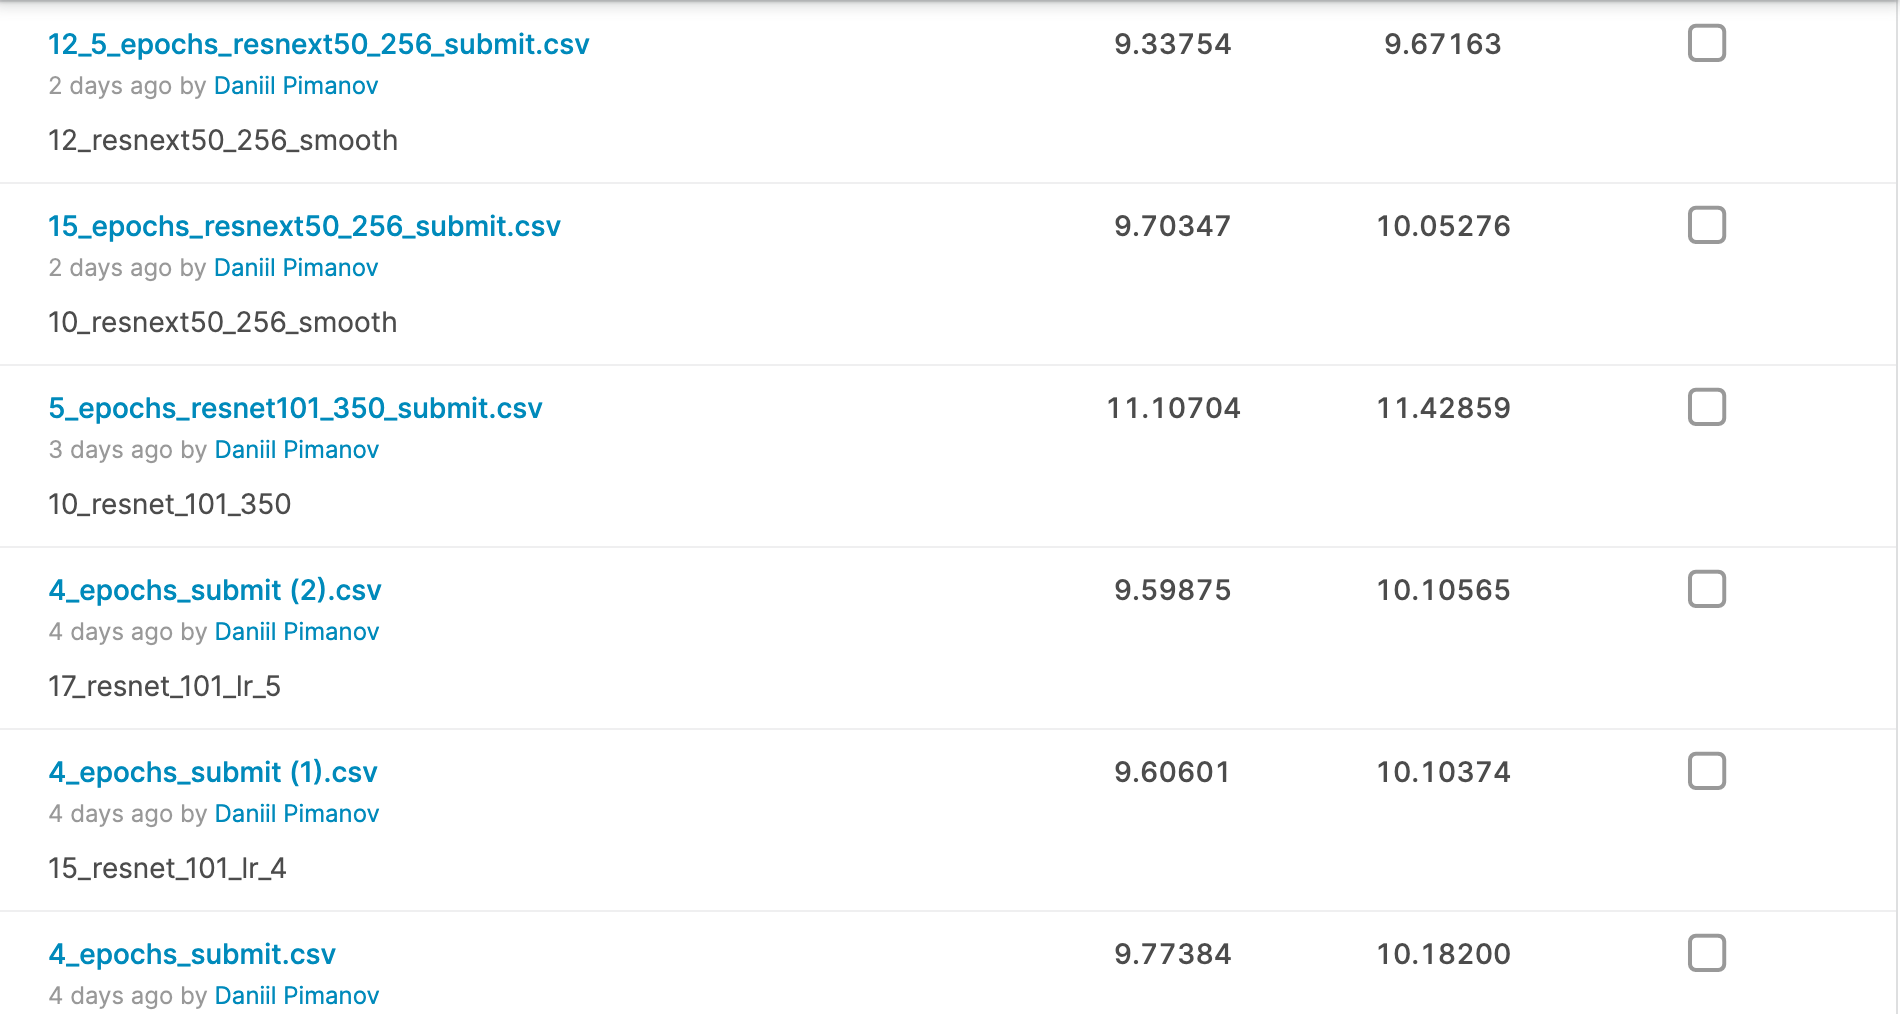 12_5_epochs_resnext50_256_submit.csv 9.33754 9.67163
2 days ago by Daniil Pimanov
12_resnext50_256_smooth
15_epochs_resnext50_256_submit.csv 9.70347 10.05276
2 days ago by Daniil Pimanov
10_resnext50_256_smooth
5_epochs_resnet101_350_submit.csv 11.10704 11.42859
3 days ago by Daniil Pimanov
10_resnet_101_350
4_epochs_submit (2).csv 9.59875 10.10565
4 days ago by Daniil Pimanov
17_resnet_101_lr_5
4_epochs_submit (1).csv 9.60601 10.10374
4 days ago by Daniil Pimanov
15_resnet_101_lr_4
4_epochs_submit.csv 9.77384 10.18200
4 days ago by Daniil Pimanov